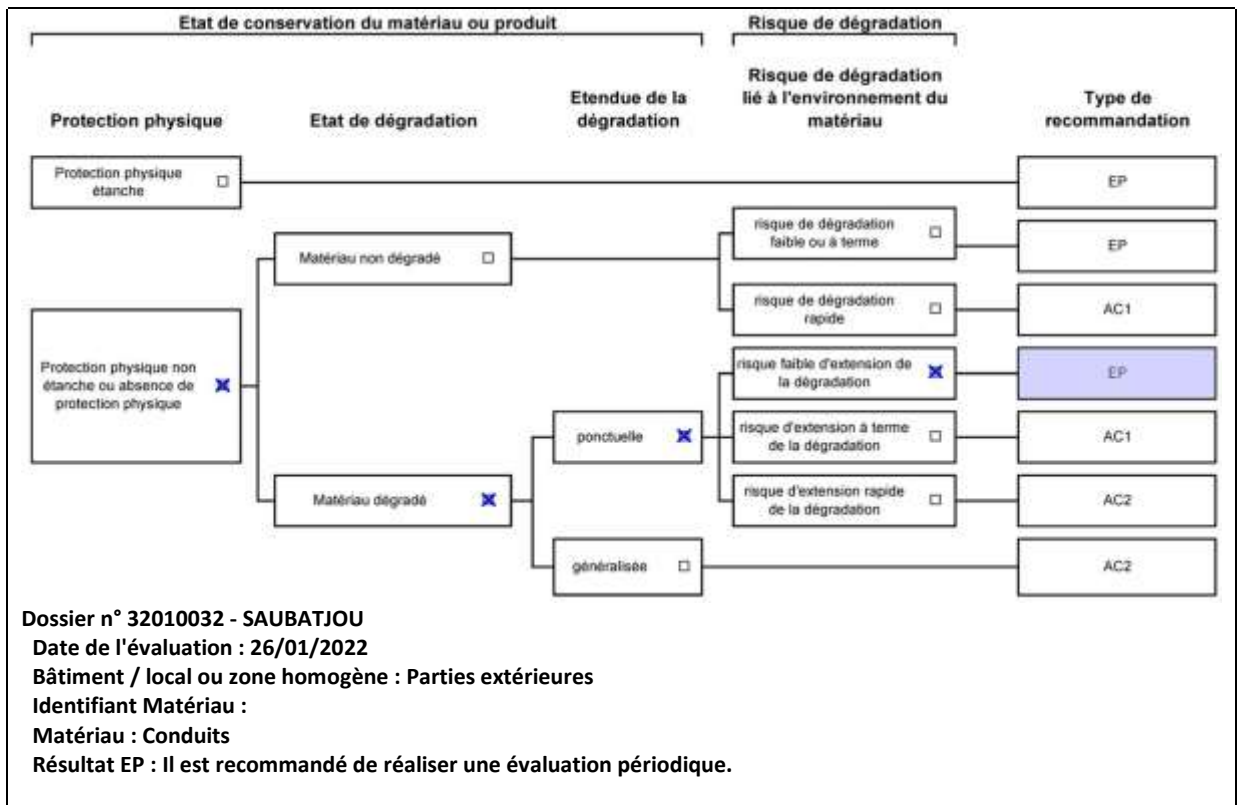 Etat de conservation du matériau ou produit
Risque de dégradation
Protection physique
Etat de dégradation
Etendue de la
dégradation
Risque de dégradation
lié à l'environnement du
matériau
Type de
recommandation
Protection physique
étanche
EP
Matériau non dégradé
risque de dégradation
faible ou à terme
EP
risque de dégradation
rapide
AC1
Protection physique non
étanche ou absence de
protection physique
risque faible d'extension de
la dégradation
EP
ponctuelle
risque d'extension à terme
de la dégradation
AC1
Matériau dégradé
risque d'extension rapide
de la dégradation
AC2
généralisée
AC2
Dossier n° 32010032 - SAUBATJOU
Date de l'évaluation : 26/01/2022
Bâtiment / local ou zone homogène : Parties extérieures
Identifiant Matériau :
Matériau : Conduits
Résultat EP : Il est recommandé de réaliser une évaluation périodique.